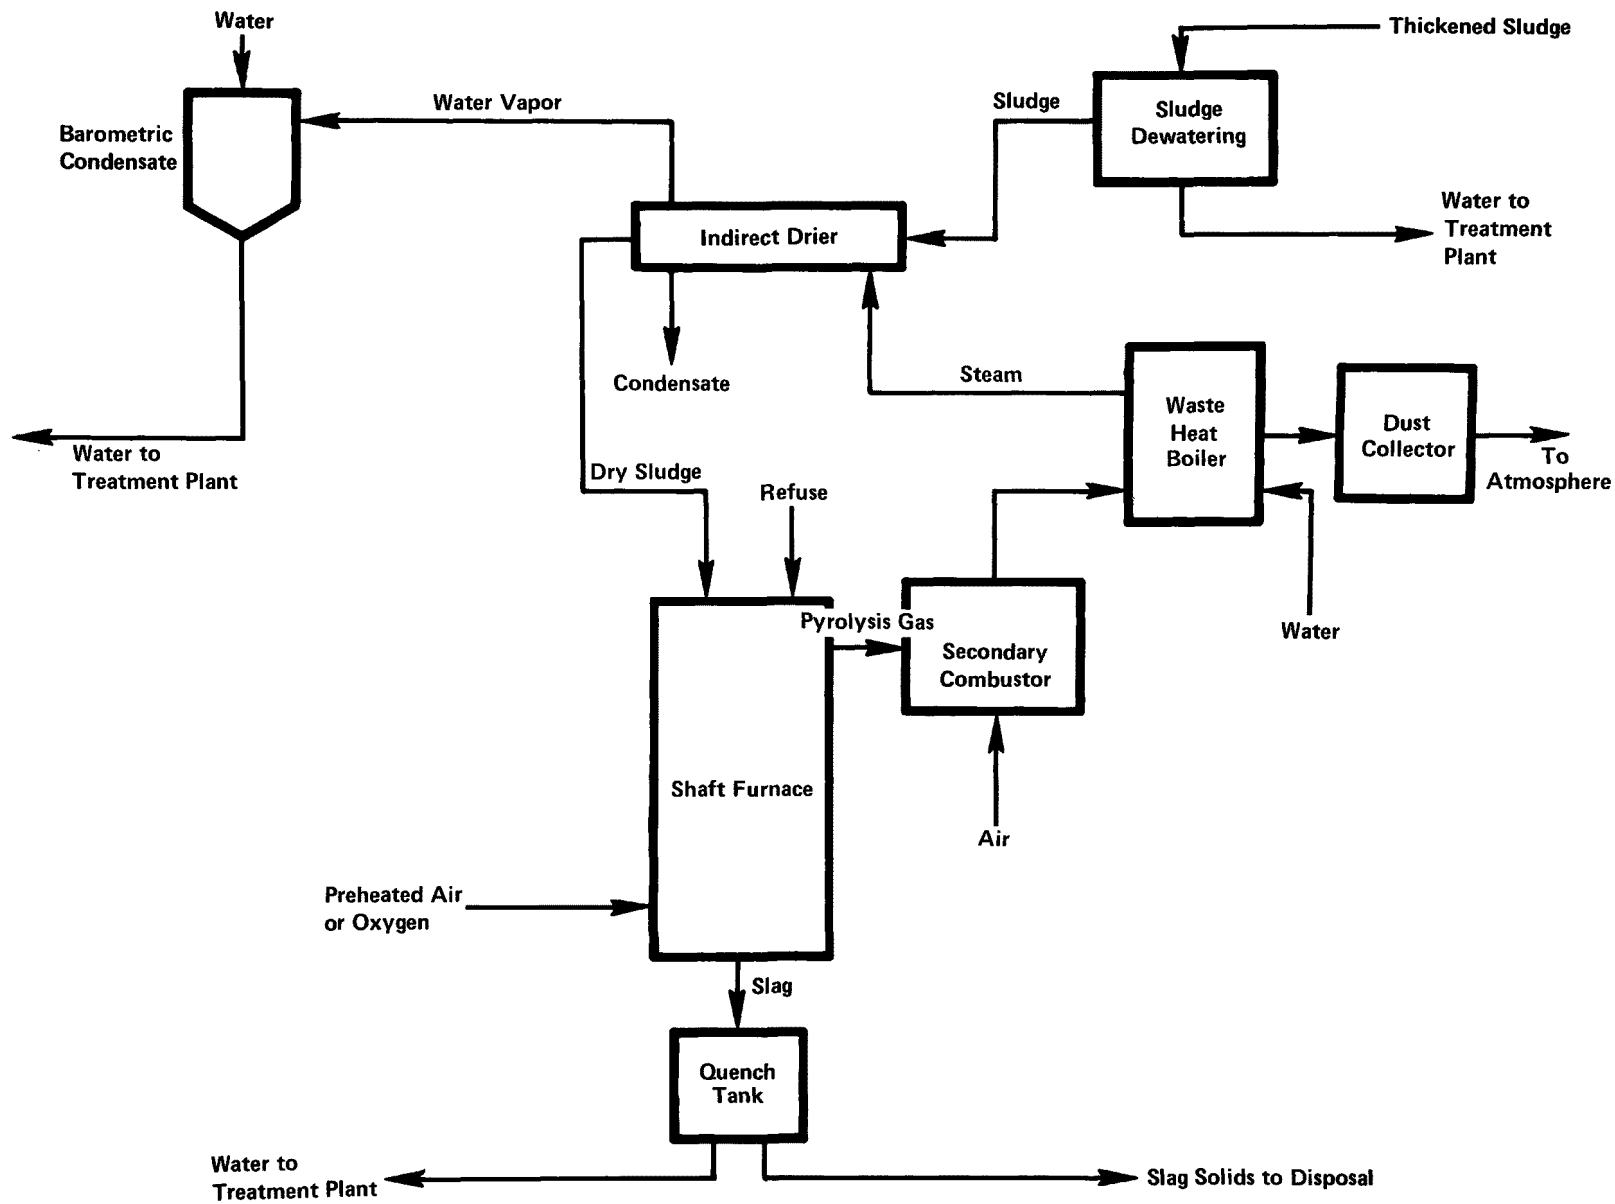 Water
Thickened Sludge
Water Vapor
Sludge
Sludge
Dewatering
Barometric
Condensate
Water to
Treatment
Plant
Indirect Drier
Condensate
Steam
Waste
Heat
Boiler
Dust
Collector
To
Atmosphere
Water to
Treatment Plant
Dry Sludge
Refuse
Pyrolysis Gas
Secondary
Combustor
Water
Shaft Furnace
Air
Preheated Air
or Oxygen
Slag
Quench
Tank
Water to
Treatment Plant
Slag Solids to Disposal